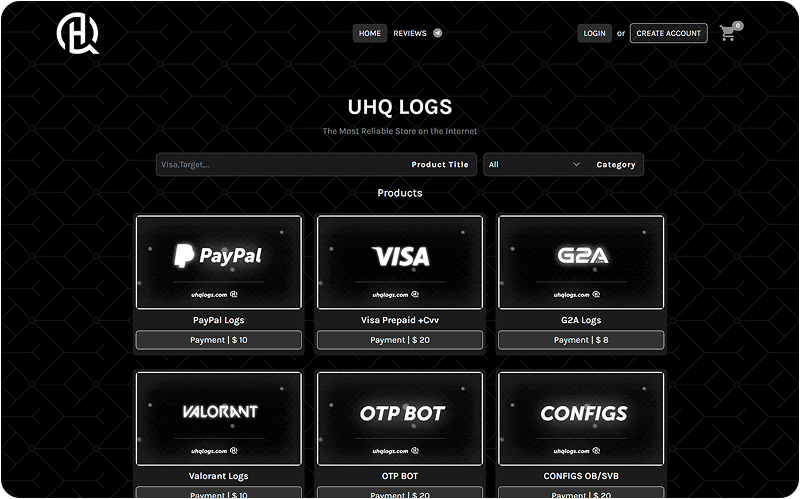 HOME REVIEWS LOGIN or CREATE ACCOUNT 0
UHQ LOGS
The Most Reliable Store on the Internet
Visa,Target,... Product Title All Category
Products
PayPal VISA G2A
uhqlogs.com uhqlogs.com uhqlogs.com
PayPal Logs Visa Prepaid +Cvv G2A Logs
Payment | $ 10 Payment | $ 20 Payment | $ 8
VALORANT OTP BOT CONFIGS
uhqlogs.com uhqlogs.com uhqlogs.com
Valorant Logs OTP BOT CONFIGS OB/SVB
Payment | $ 10 Payment | $ 20 Payment | $ 20